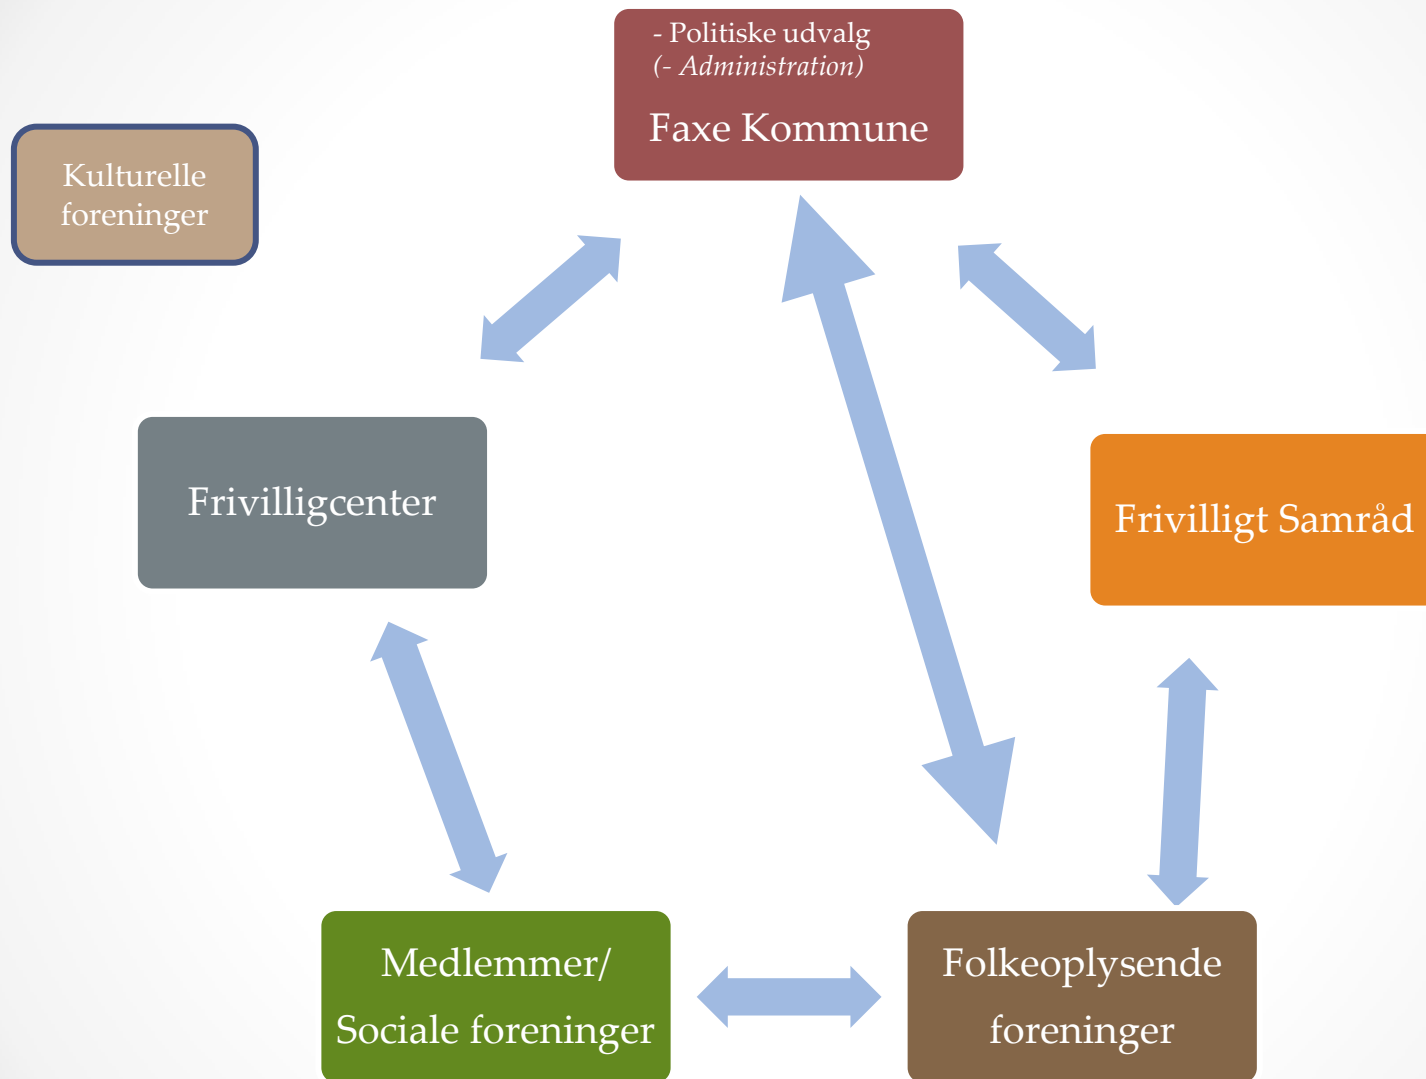 - Politiske udvalg
(- Administration)
Faxe Kommune
Kulturelle
foreninger
Frivilligcenter
Frivilligt Samråd
Medlemmer/
Sociale foreninger
Folkeoplysende
foreninger